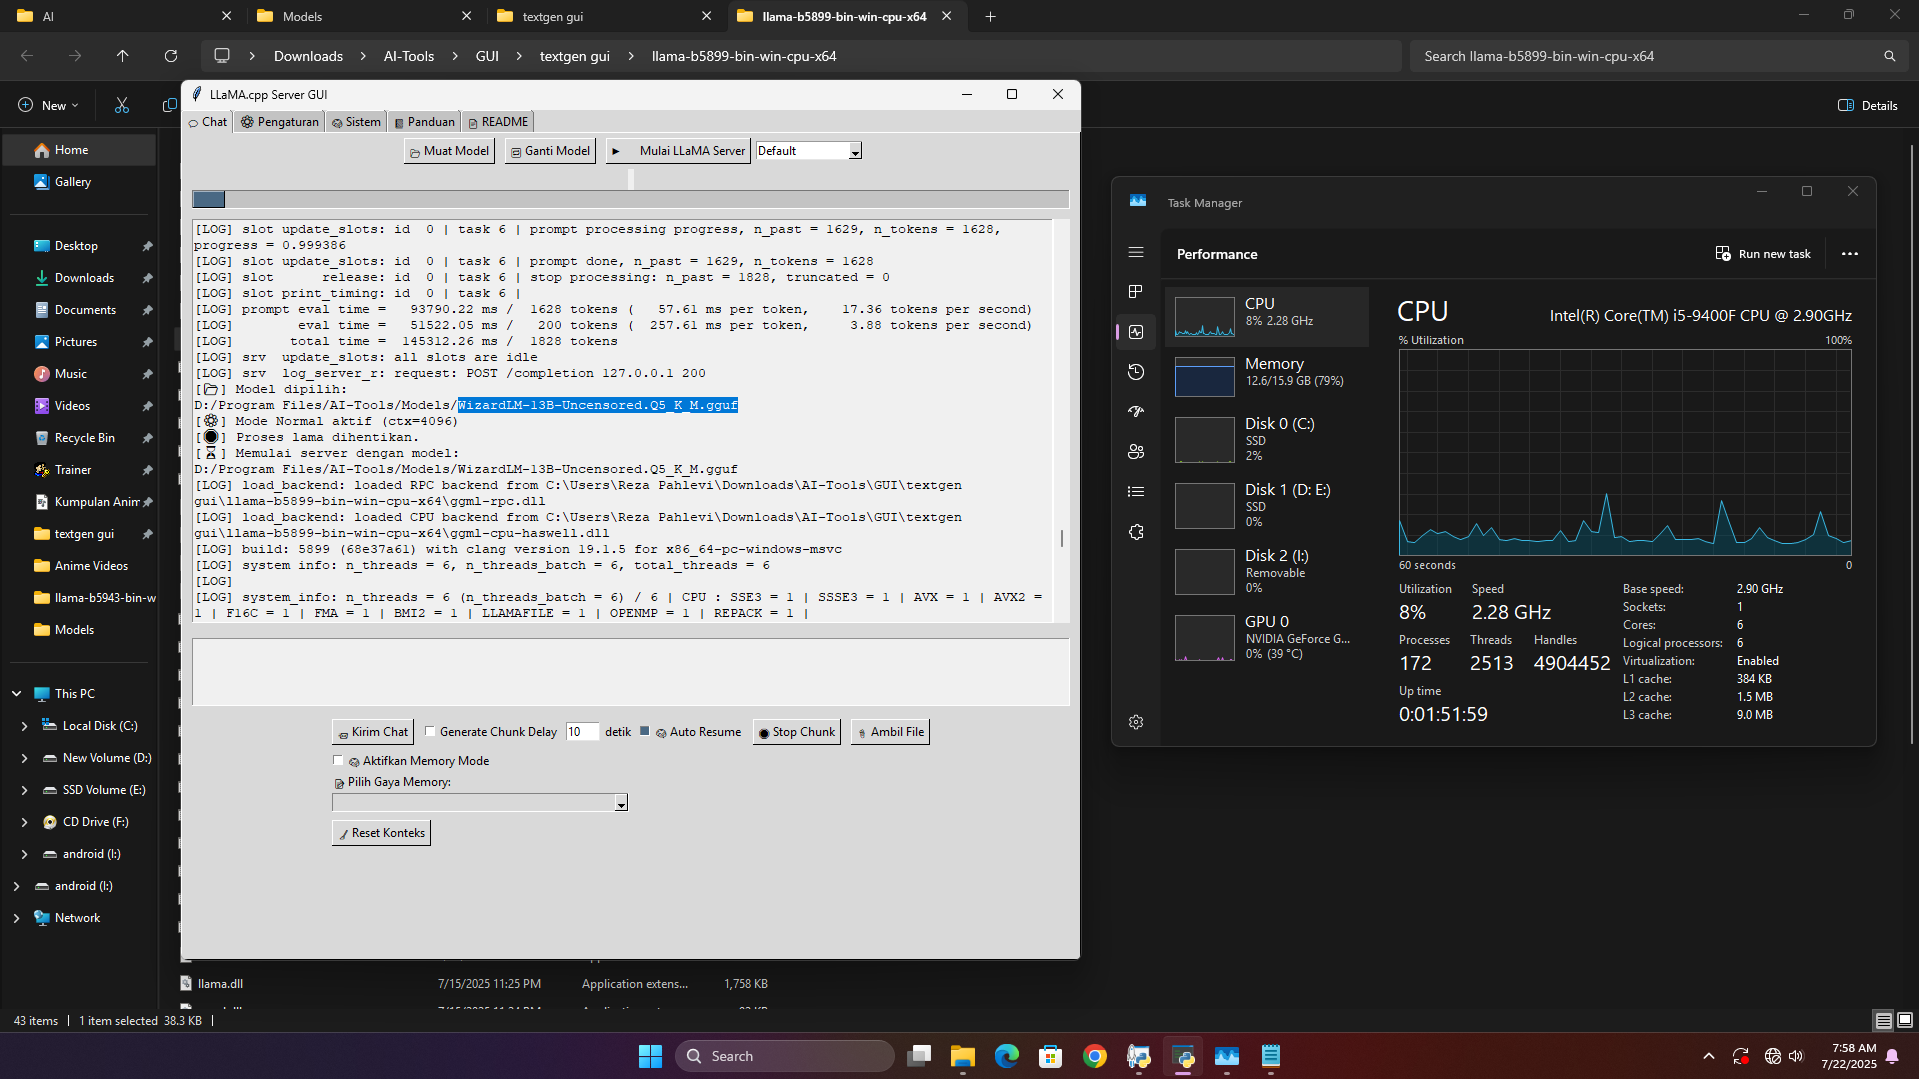 AI
Models
textgen gui
llama-b5899-bin-win-cpu-x64
Downloads > AI-Tools > GUI > textgen gui > llama-b5899-bin-win-cpu-x64
Search llama-b5899-bin-win-cpu-x64
New
Details
Home
Gallery
Desktop
Downloads
Documents
Pictures
Music
Videos
Recycle Bin
Trainer
Kumpulan Anim
textgen gui
Anime Videos
llama-b5943-bin-w
Models
This PC
Local Disk (C:)
New Volume (D:)
SSD Volume (E:)
CD Drive (F:)
android (I:)
android (I:)
Network
LLaMA.cpp Server GUI
Chat
Pengaturan
Sistem
Panduan
README
Muat Model
Ganti Model
Mulai LLaMA Server
Default
[LOG] slot update_slots: id  0 | task 6 | prompt processing progress, n_past = 1629, n_tokens = 1628,
progress = 0.999386
[LOG] slot update_slots: id  0 | task 6 | prompt done, n_past = 1629, n_tokens = 1628
[LOG] slot      release: id  0 | task 6 | stop processing: n_past = 1828, truncated = 0
[LOG] slot print_timing: id  0 | task 6 |
[LOG] prompt eval time =   93790.22 ms /  1628 tokens (   57.61 ms per token,    17.36 tokens per second)
[LOG]        eval time =   51522.05 ms /   200 tokens (  257.61 ms per token,     3.88 tokens per second)
[LOG]       total time =  145312.26 ms /  1828 tokens
[LOG] srv  update_slots: all slots are idle
[LOG] srv  log_server_r: request: POST /completion 127.0.0.1 200
[📂] Model dipilih:
D:/Program Files/AI-Tools/Models/WizardLM-13B-Uncensored.Q5_K_M.gguf
[⚙] Mode Normal aktif (ctx=4096)
[⚫] Proses lama dihentikan.
[⏳] Memulai server dengan model:
D:/Program Files/AI-Tools/Models/WizardLM-13B-Uncensored.Q5_K_M.gguf
[LOG] load_backend: loaded RPC backend from C:\Users\Reza Pahlevi\Downloads\AI-Tools\GUI\textgen
gui\llama-b5899-bin-win-cpu-x64\ggml-rpc.dll
[LOG] load_backend: loaded CPU backend from C:\Users\Reza Pahlevi\Downloads\AI-Tools\GUI\textgen
gui\llama-b5899-bin-win-cpu-x64\ggml-cpu-haswell.dll
[LOG] build: 5899 (68e37a61) with clang version 19.1.5 for x86_64-pc-windows-msvc
[LOG] system info: n_threads = 6, n_threads_batch = 6, total_threads = 6
[LOG]
[LOG] system_info: n_threads = 6 (n_threads_batch = 6) / 6 | CPU : SSE3 = 1 | SSSE3 = 1 | AVX = 1 | AVX2 =
1 | F16C = 1 | FMA = 1 | BMI2 = 1 | LLAMAFILE = 1 | OPENMP = 1 | REPACK = 1 |
Kirim Chat
Generate Chunk Delay
10
detik
Auto Resume
Stop Chunk
Ambil File
Aktifkan Memory Mode
Pilih Gaya Memory:
Reset Konteks
llama.dll
7/15/2025 11:25 PM
Application extens...
1,758 KB
43 items
1 item selected 38.3 KB
Task Manager
Performance
Run new task
CPU
8% 2.28 GHz
Memory
12.6/15.9 GB (79%)
Disk 0 (C:)
SSD
2%
Disk 1 (D: E:)
SSD
0%
Disk 2 (I:)
Removable
0%
GPU 0
NVIDIA GeForce G...
0% (39 °C)
CPU
Intel(R) Core(TM) i5-9400F CPU @ 2.90GHz
% Utilization
100%
60 seconds
0
Utilization
8%
Speed
2.28 GHz
Processes
172
Threads
2513
Handles
4904452
Up time
0:01:51:59
Base speed: 2.90 GHz
Sockets: 1
Cores: 6
Logical processors: 6
Virtualization: Enabled
L1 cache: 384 KB
L2 cache: 1.5 MB
L3 cache: 9.0 MB
Search
7:58 AM
7/22/2025